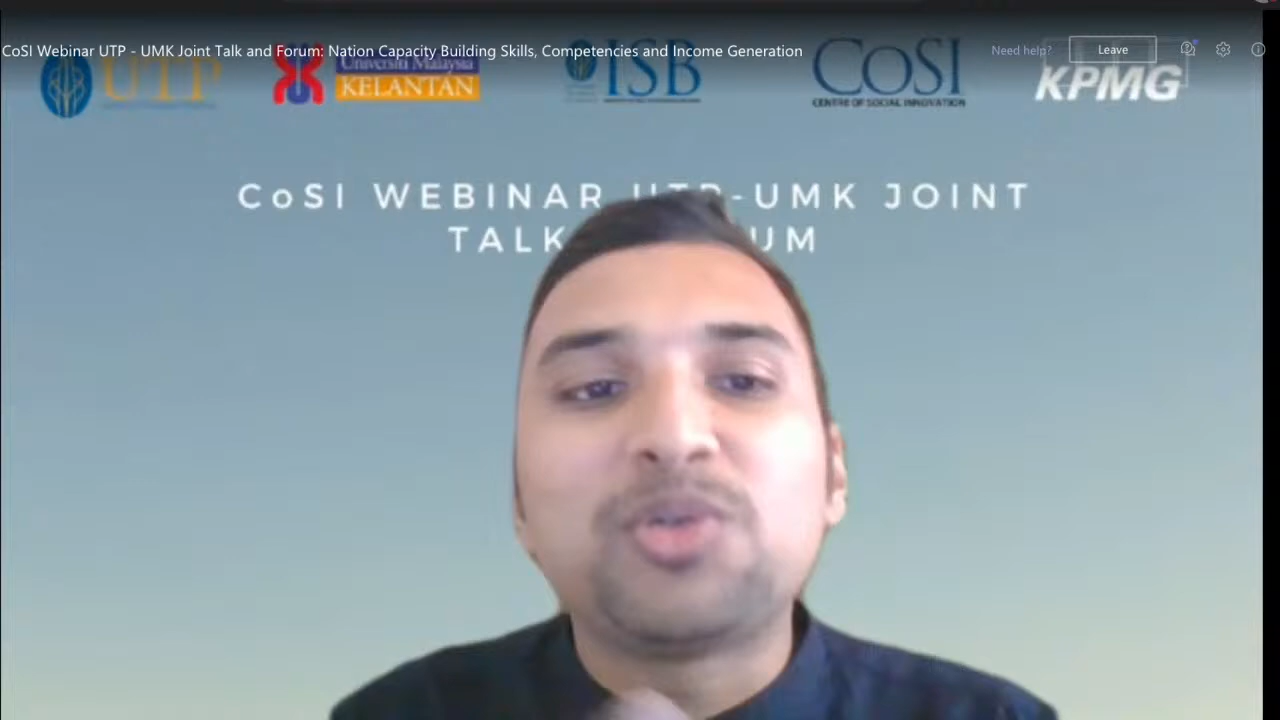 CoSI Webinar UTP - UMK Joint Talk and Forum: Nation Capacity Building Skills, Competencies and Income Generation
Need help?
Leave
UTP
Universiti Malaysia
KELANTAN
ISB
CoSI
CENTRE OF SOCIAL INNOVATION
KPMG
CoSI WEBINAR UTP-UMK JOINT
TALK UM